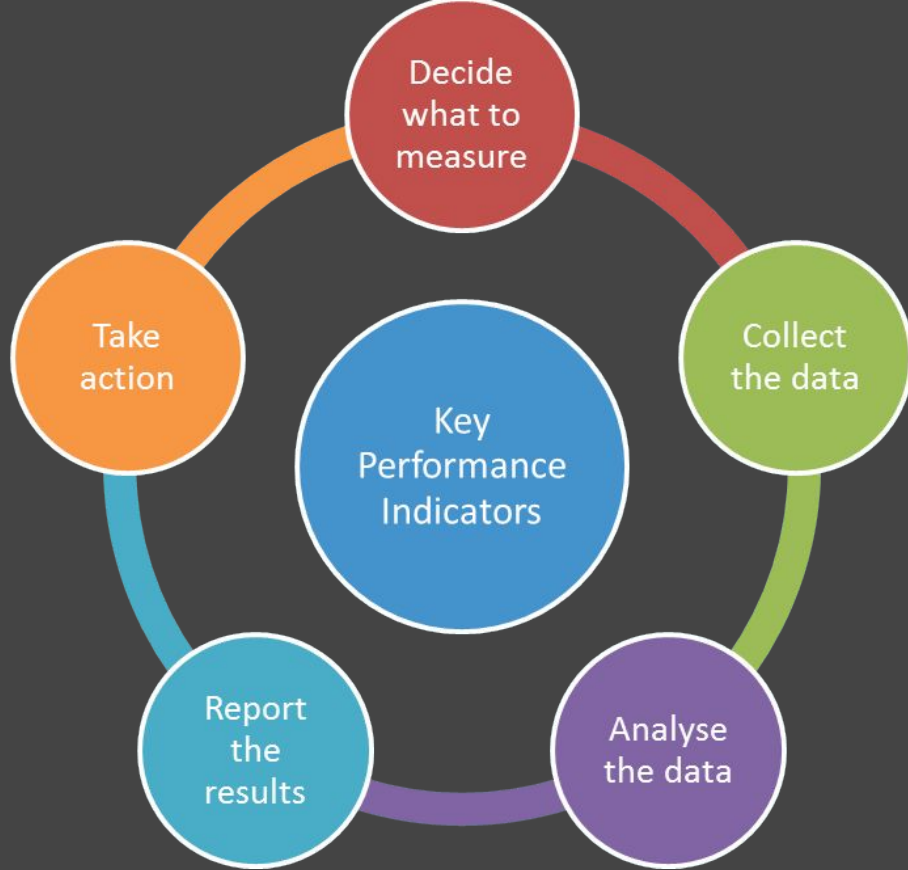 Decide
what to
measure
Collect
the data
Analyse
the data
Report
the
results
Take
action
Key
Performance
Indicators